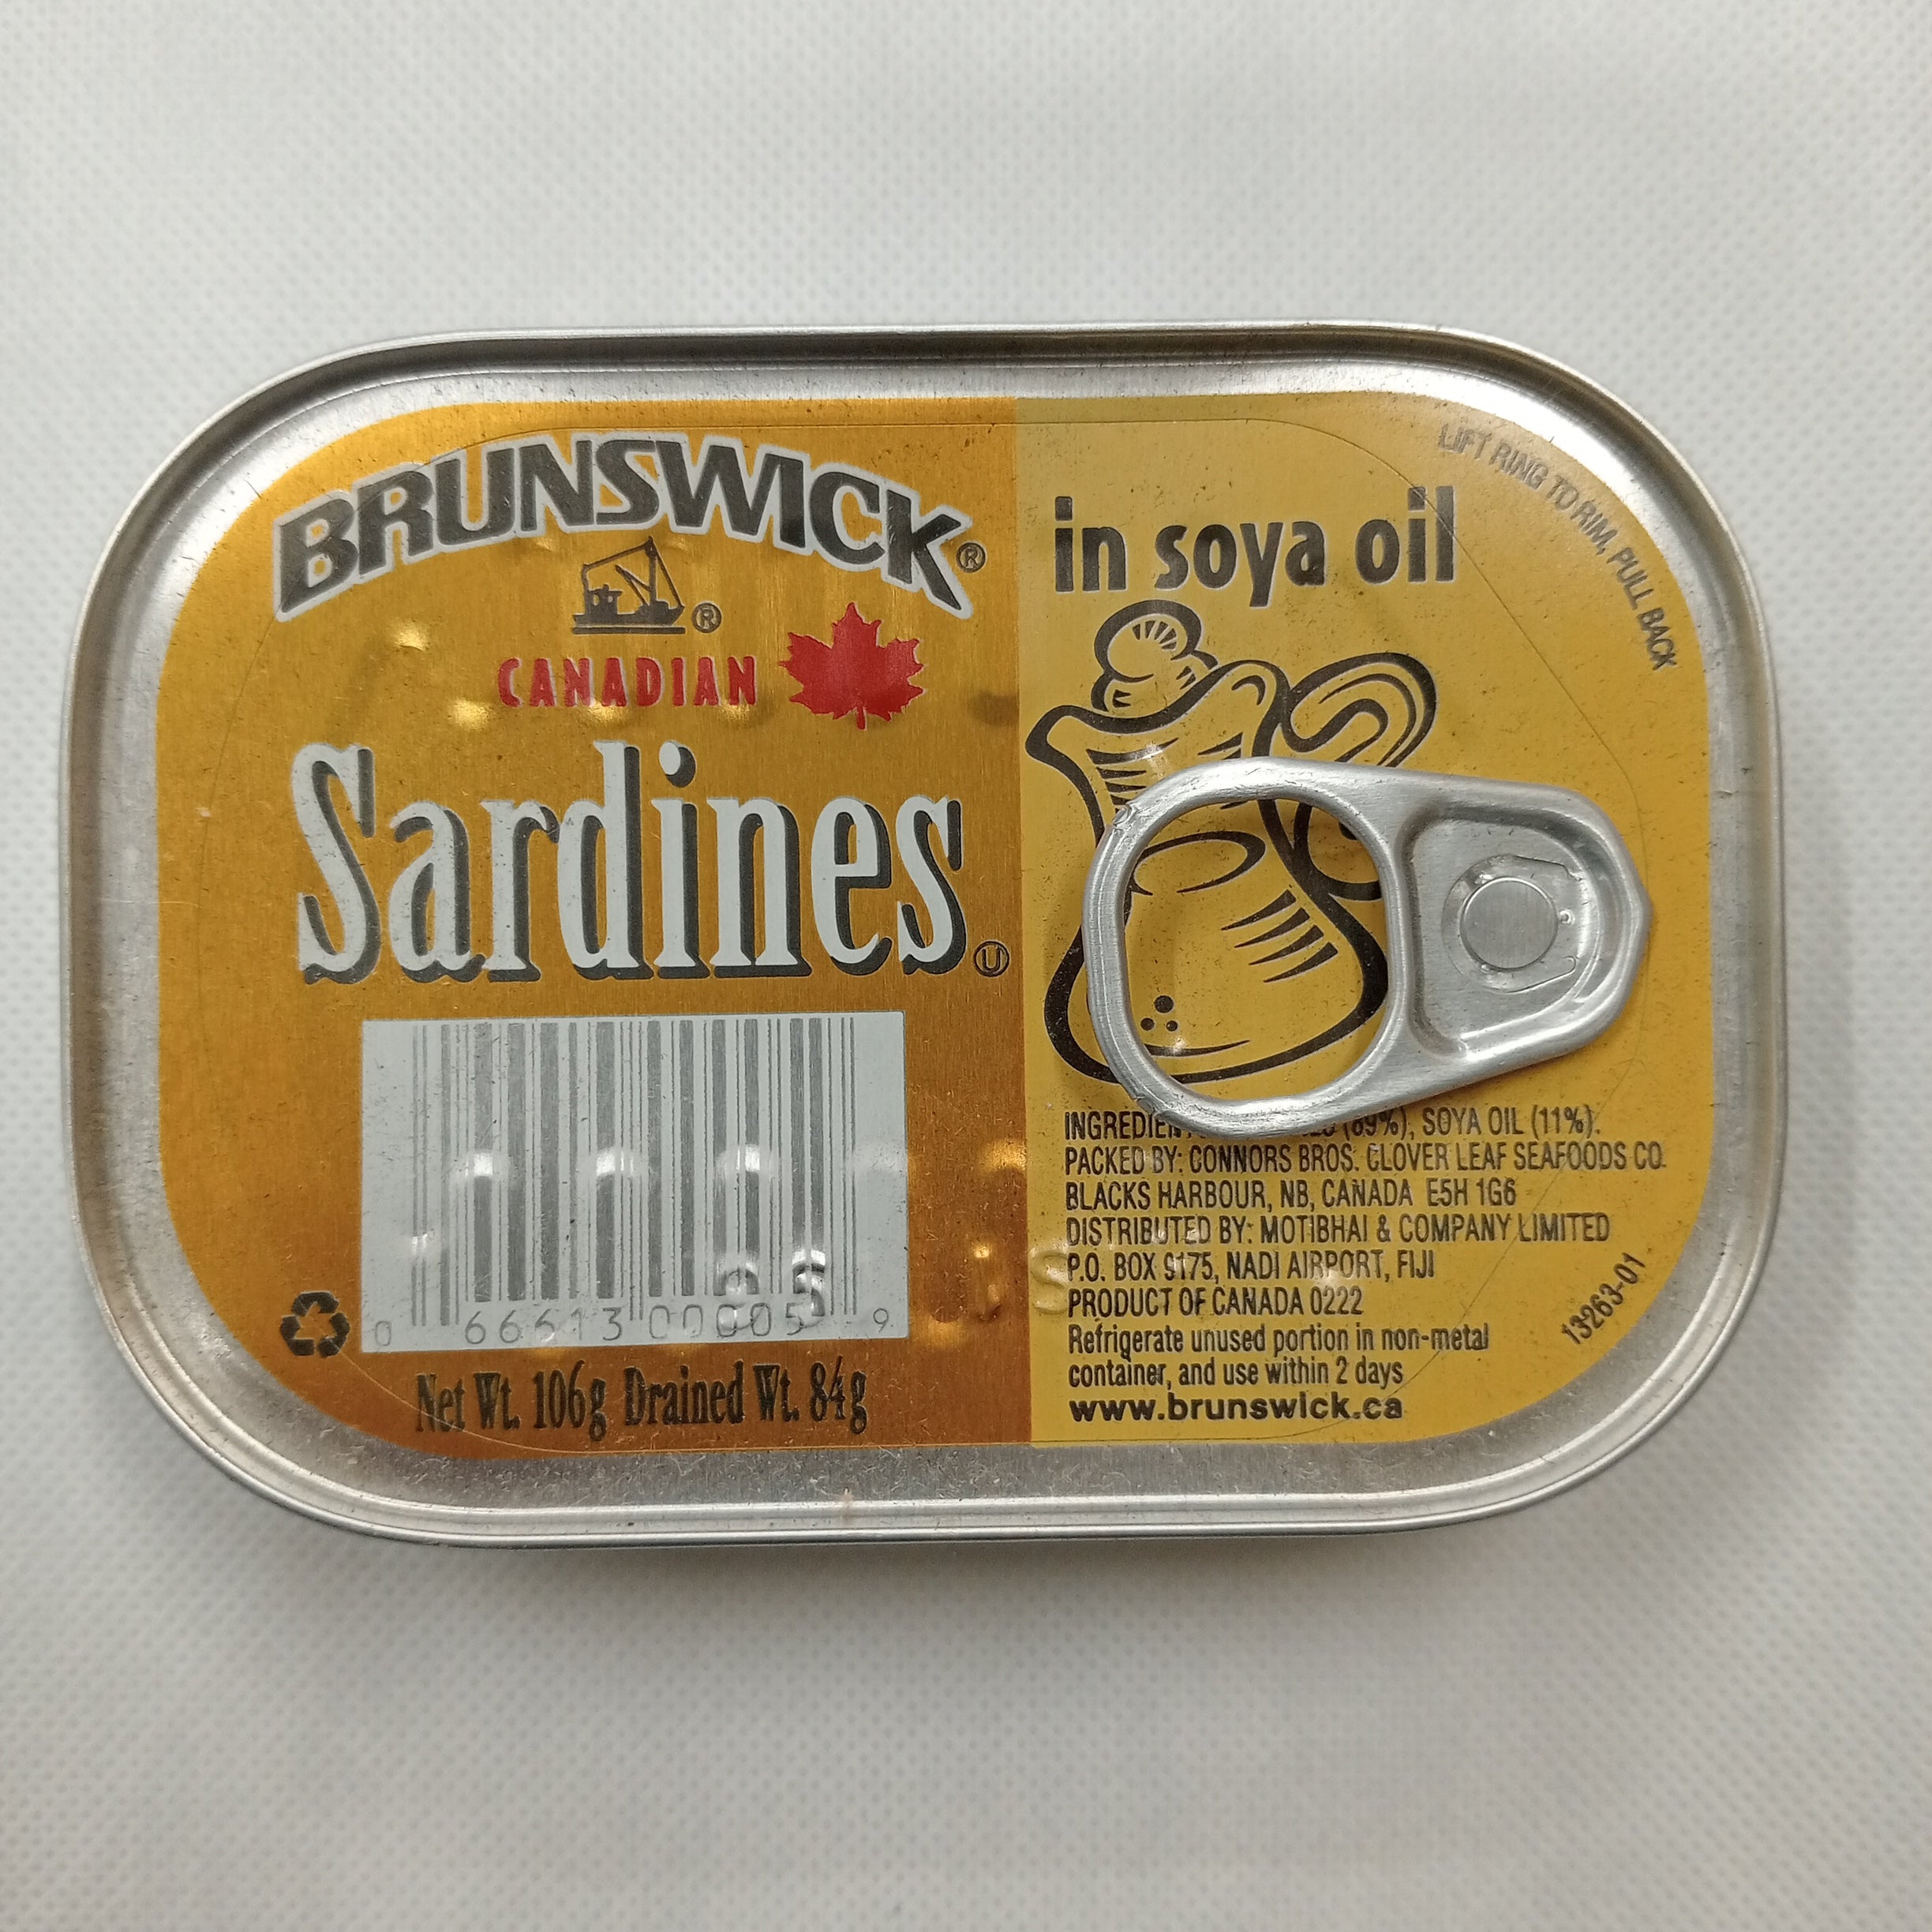 BRUNSWICK®
®
CANADIAN
Sardines
U
0 66613 00005 9
Net Wt. 106g Drained Wt. 84g
in soya oil
LIFT RING TO RIM, PULL BACK
(89%), SOYA OIL (11%).
PACKED BY: CONNORS BROS. CLOVER LEAF SEAFOODS CO.
BLACKS HARBOUR, NB, CANADA E5H 1G6
DISTRIBUTED BY: MOTIBHAI & COMPANY LIMITED
P.O. BOX 9175, NADI AIRPORT, FIJI
PRODUCT OF CANADA 0222
Refrigerate unused portion in non-metal
container, and use within 2 days
www.brunswick.ca
13263-01